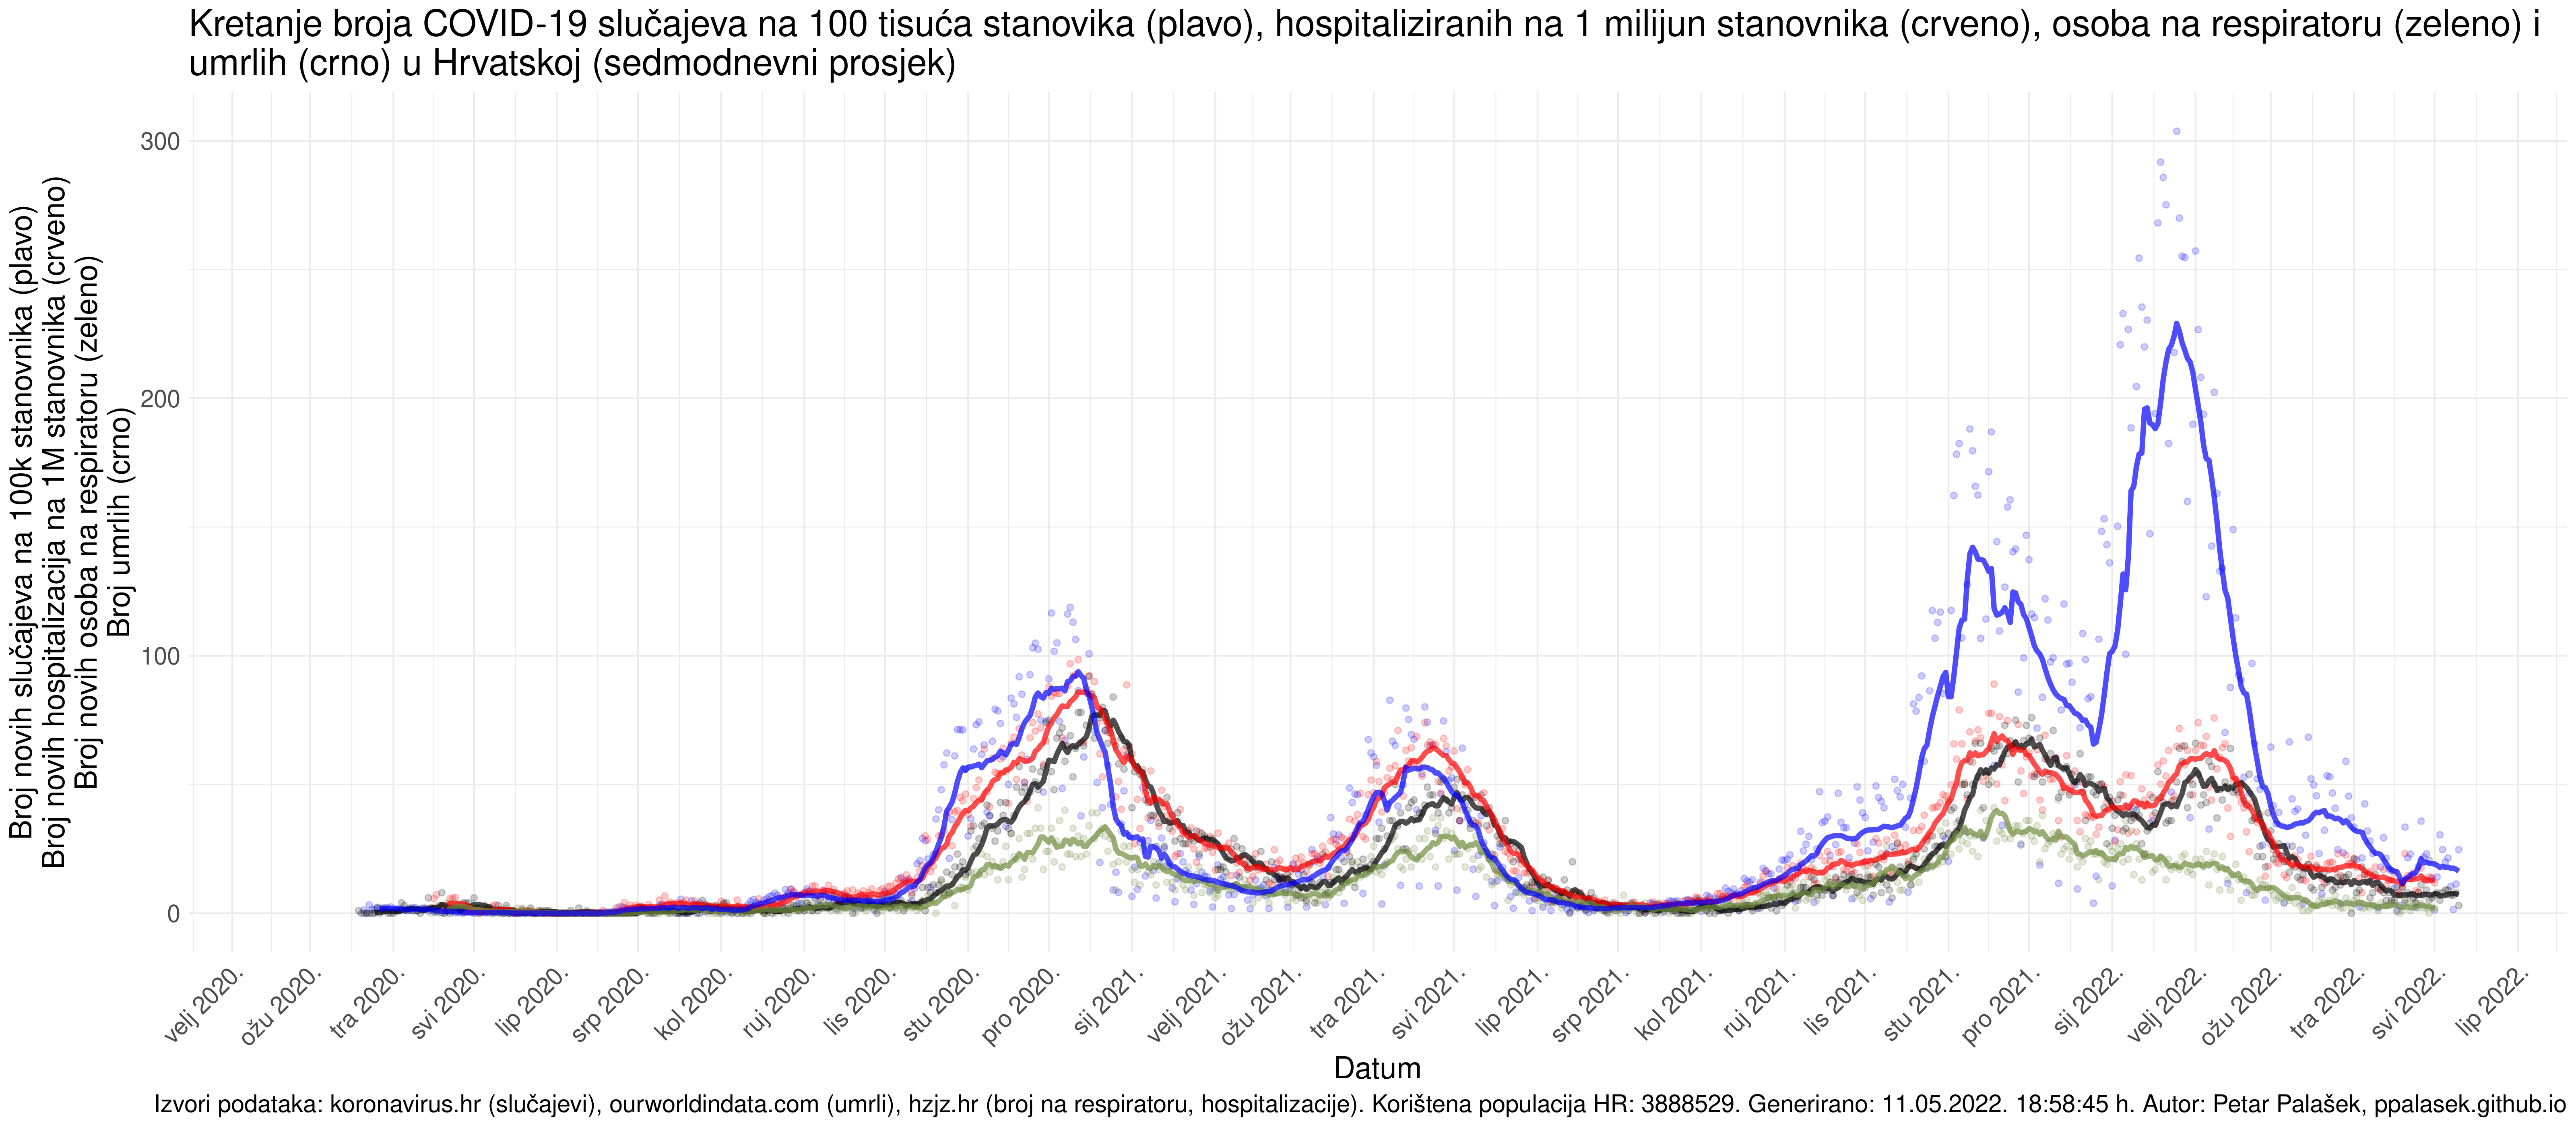 Kretanje broja COVID-19 slučajeva na 100 tisuća stanovika (plavo), hospitaliziranih na 1 milijun stanovnika (crveno), osoba na respiratoru (zeleno) i
umrlih (crno) u Hrvatskoj (sedmodnevni prosjek)
Broj novih slučajeva na 100k stanovnika (plavo)
Broj novih hospitalizacija na 1M stanovnika (crveno)
Broj novih osoba na respiratoru (zeleno)
Broj umrlih (crno)
300
200
100
0
velj 2020.
ožu 2020.
tra 2020.
svi 2020.
lip 2020.
srp 2020.
kol 2020.
ruj 2020.
lis 2020.
stu 2020.
pro 2020.
sij 2021.
velj 2021.
ožu 2021.
tra 2021.
svi 2021.
lip 2021.
srp 2021.
kol 2021.
ruj 2021.
lis 2021.
stu 2021.
pro 2021.
sij 2022.
velj 2022.
ožu 2022.
tra 2022.
svi 2022.
lip 2022.
Datum
Izvori podataka: koronavirus.hr (slučajevi), ourworldindata.com (umrli), hzjz.hr (broj na respiratoru, hospitalizacije). Korištena populacija HR: 3888529. Generirano: 11.05.2022. 18:58:45 h. Autor: Petar Palašek, ppalasek.github.io